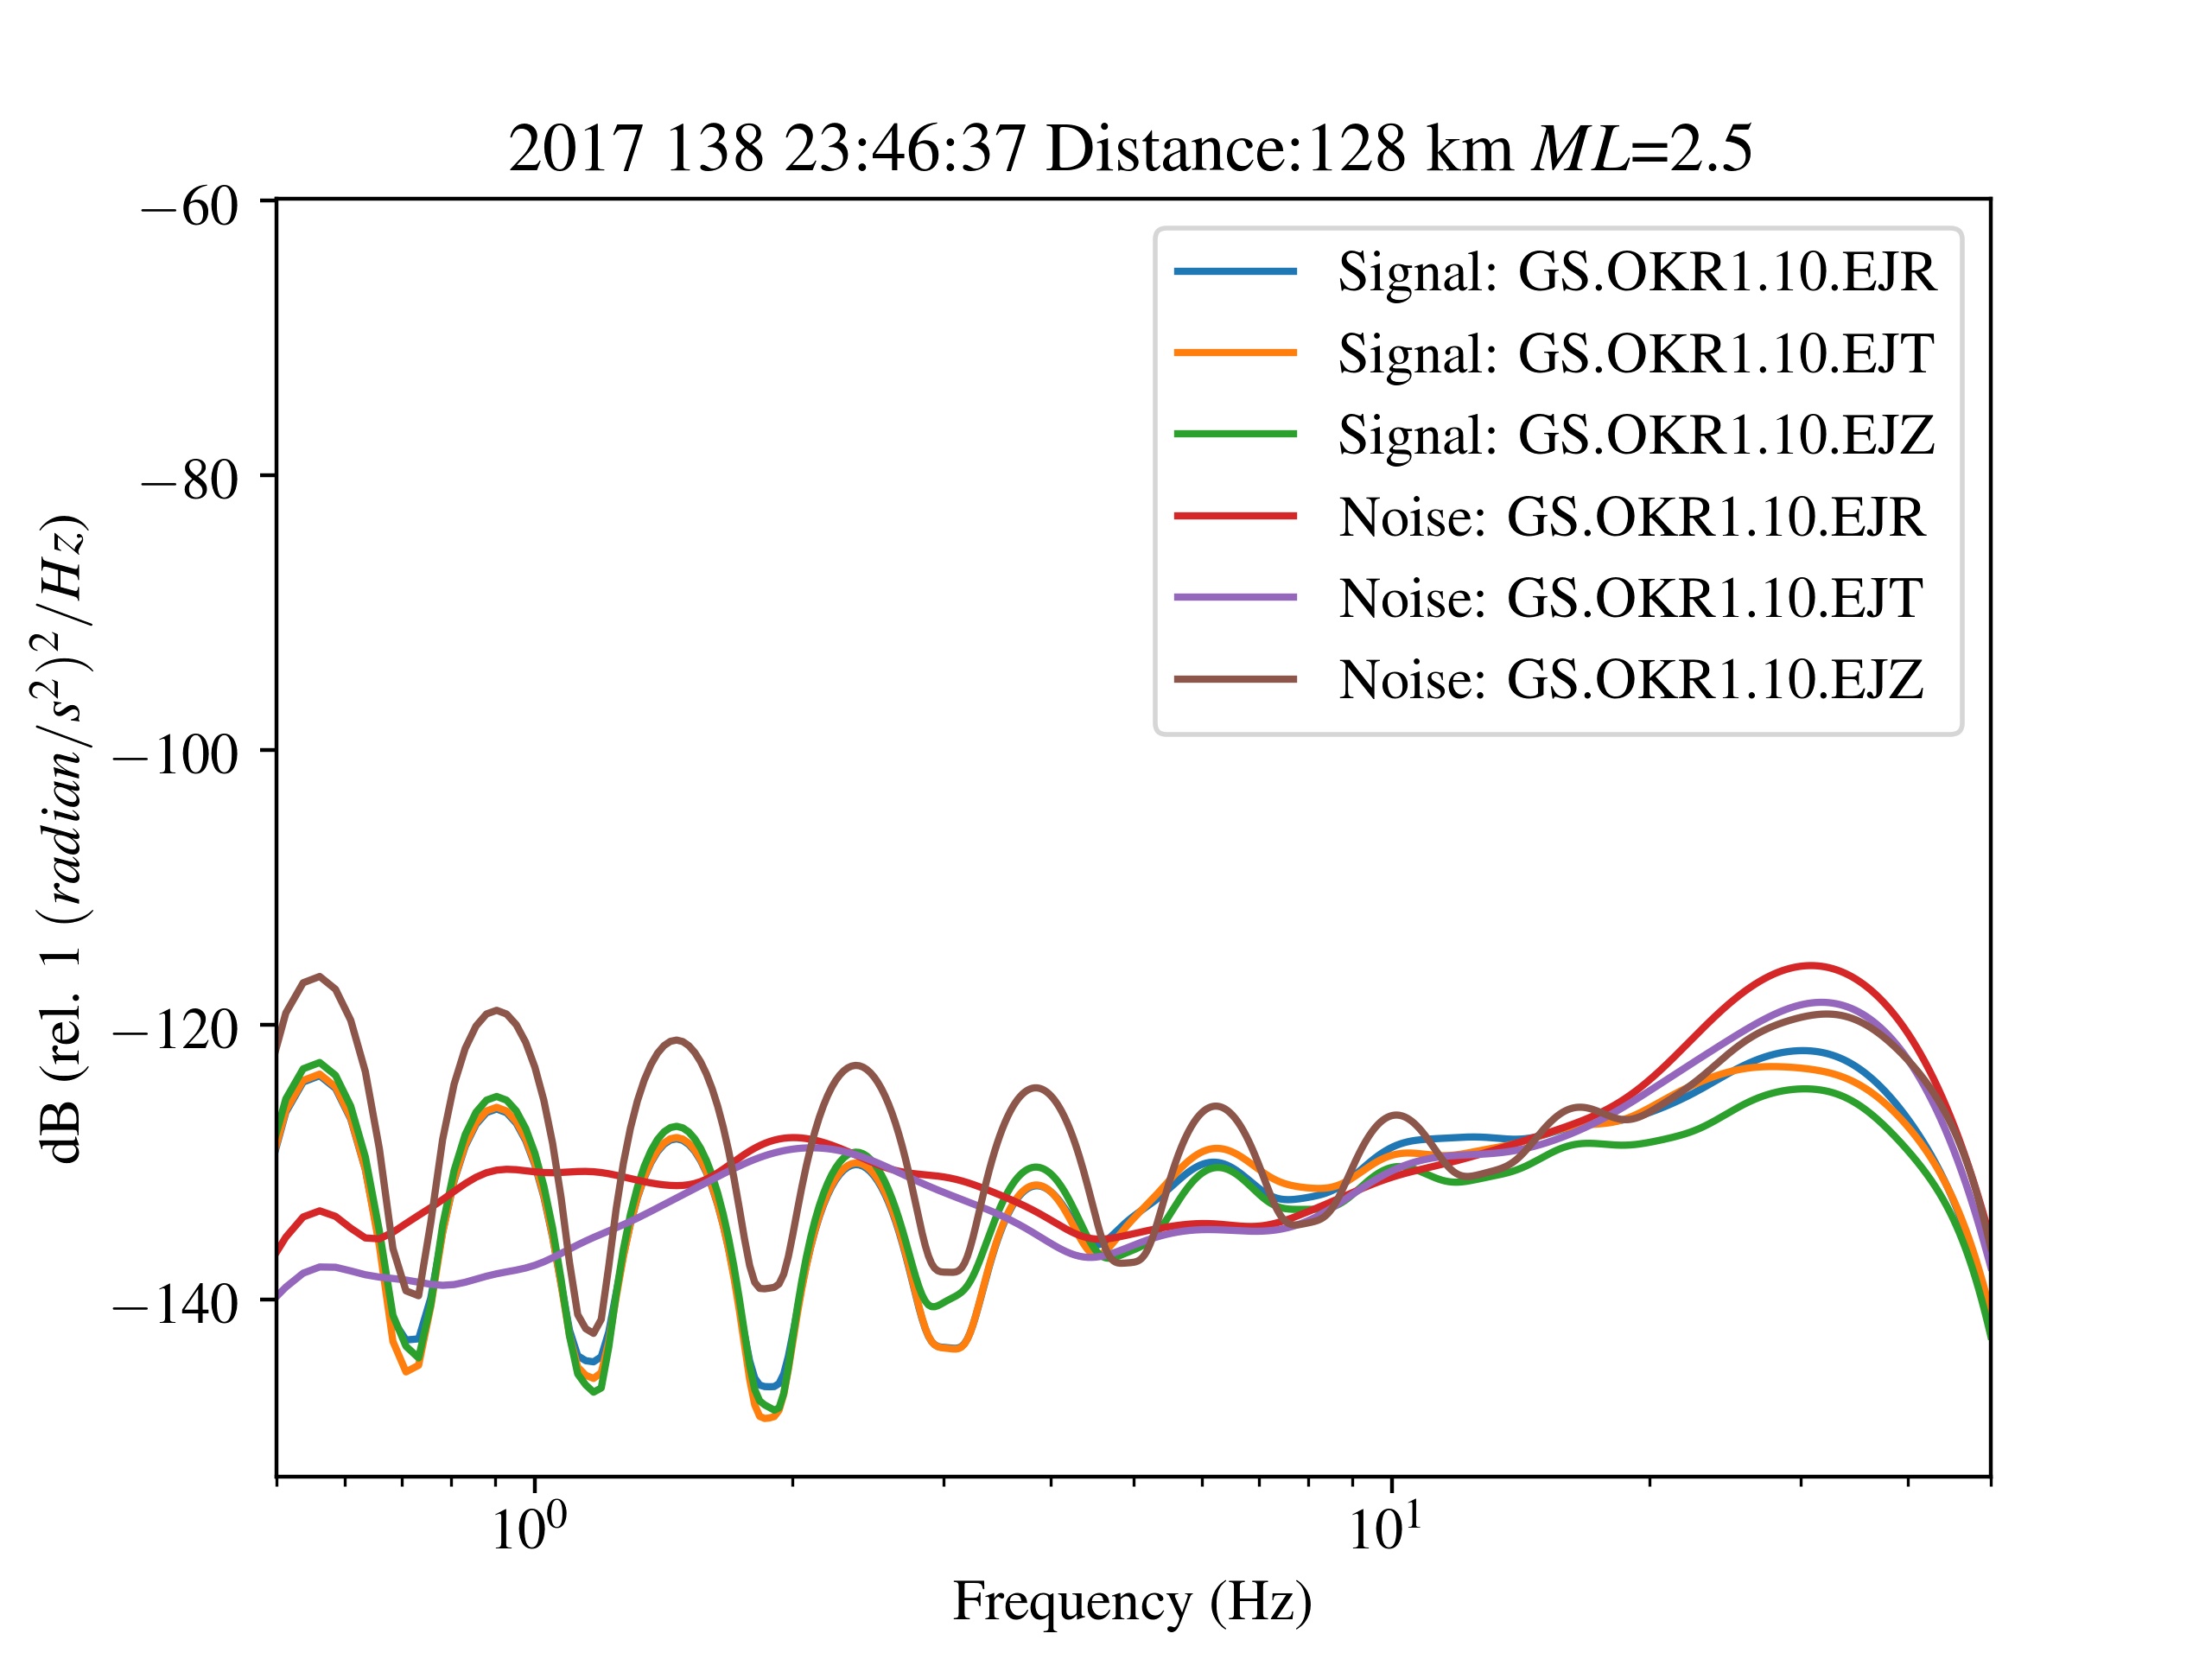 2017 138 23:46:37 Distance:128 km ML=2.5
−60
−80
−100
−120
−140
dB (rel. 1 (radian/s²)²/Hz)
Signal: GS.OKR1.10.EJR
Signal: GS.OKR1.10.EJT
Signal: GS.OKR1.10.EJZ
Noise: GS.OKR1.10.EJR
Noise: GS.OKR1.10.EJT
Noise: GS.OKR1.10.EJZ
10⁰ 10¹
Frequency (Hz)